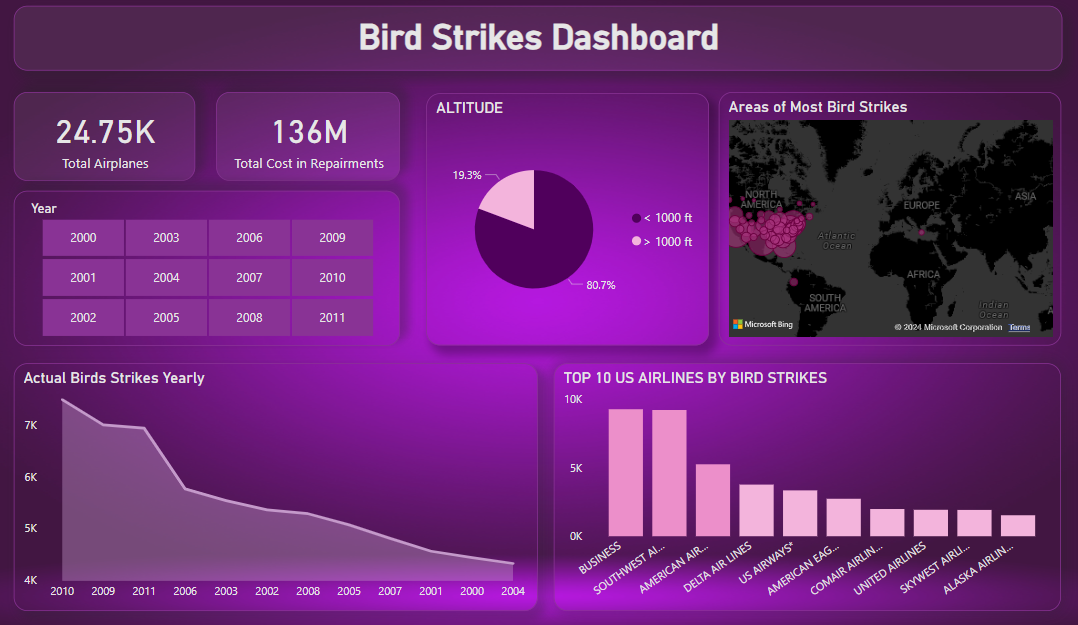 Bird Strikes Dashboard
24.75K
Total Airplanes
136M
Total Cost in Repairments
Year
2000 2003 2006 2009
2001 2004 2007 2010
2002 2005 2008 2011
ALTITUDE
19.3%
80.7%
< 1000 ft
> 1000 ft
Areas of Most Bird Strikes
NORTH
AMERICA
EUROPE
ASIA
Atlantic
Ocean
AFRICA
SOUTH
AMERICA
Indian
Ocean
A
Microsoft Bing
© 2024 Microsoft Corporation Terms
Actual Birds Strikes Yearly
7K
6K
5K
4K
2010 2009 2011 2006 2003 2002 2008 2005 2007 2001 2000 2004
TOP 10 US AIRLINES BY BIRD STRIKES
10K
5K
0K
BUSINESS
SOUTHWEST AI...
AMERICAN AIR...
DELTA AIR LINES
US AIRWAYS*
AMERICAN EAG...
COMAIR AIRLIN...
UNITED AIRLINES
SKYWEST AIRLI...
ALASKA AIRLIN...